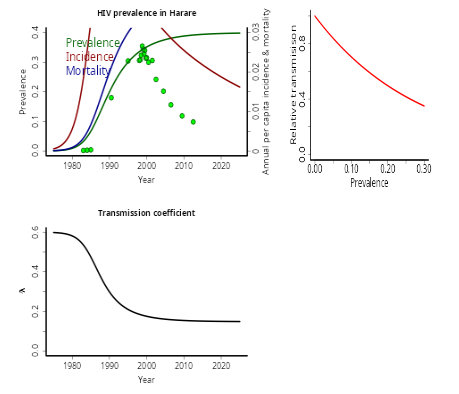 HIV prevalence in Harare
Prevalence
Incidence
Mortality
Prevalence
0.0
0.1
0.2
0.3
0.4
1980
1990
2000
2010
2020
Year
0
0.01
0.02
0.03
Annual per capita incidence & mortality
Relative transmission
0.0
0.4
0.8
0.00
0.10
0.20
0.30
Prevalence
Transmission coefficient
λ
0.0
0.2
0.4
0.6
1980
1990
2000
2010
2020
Year